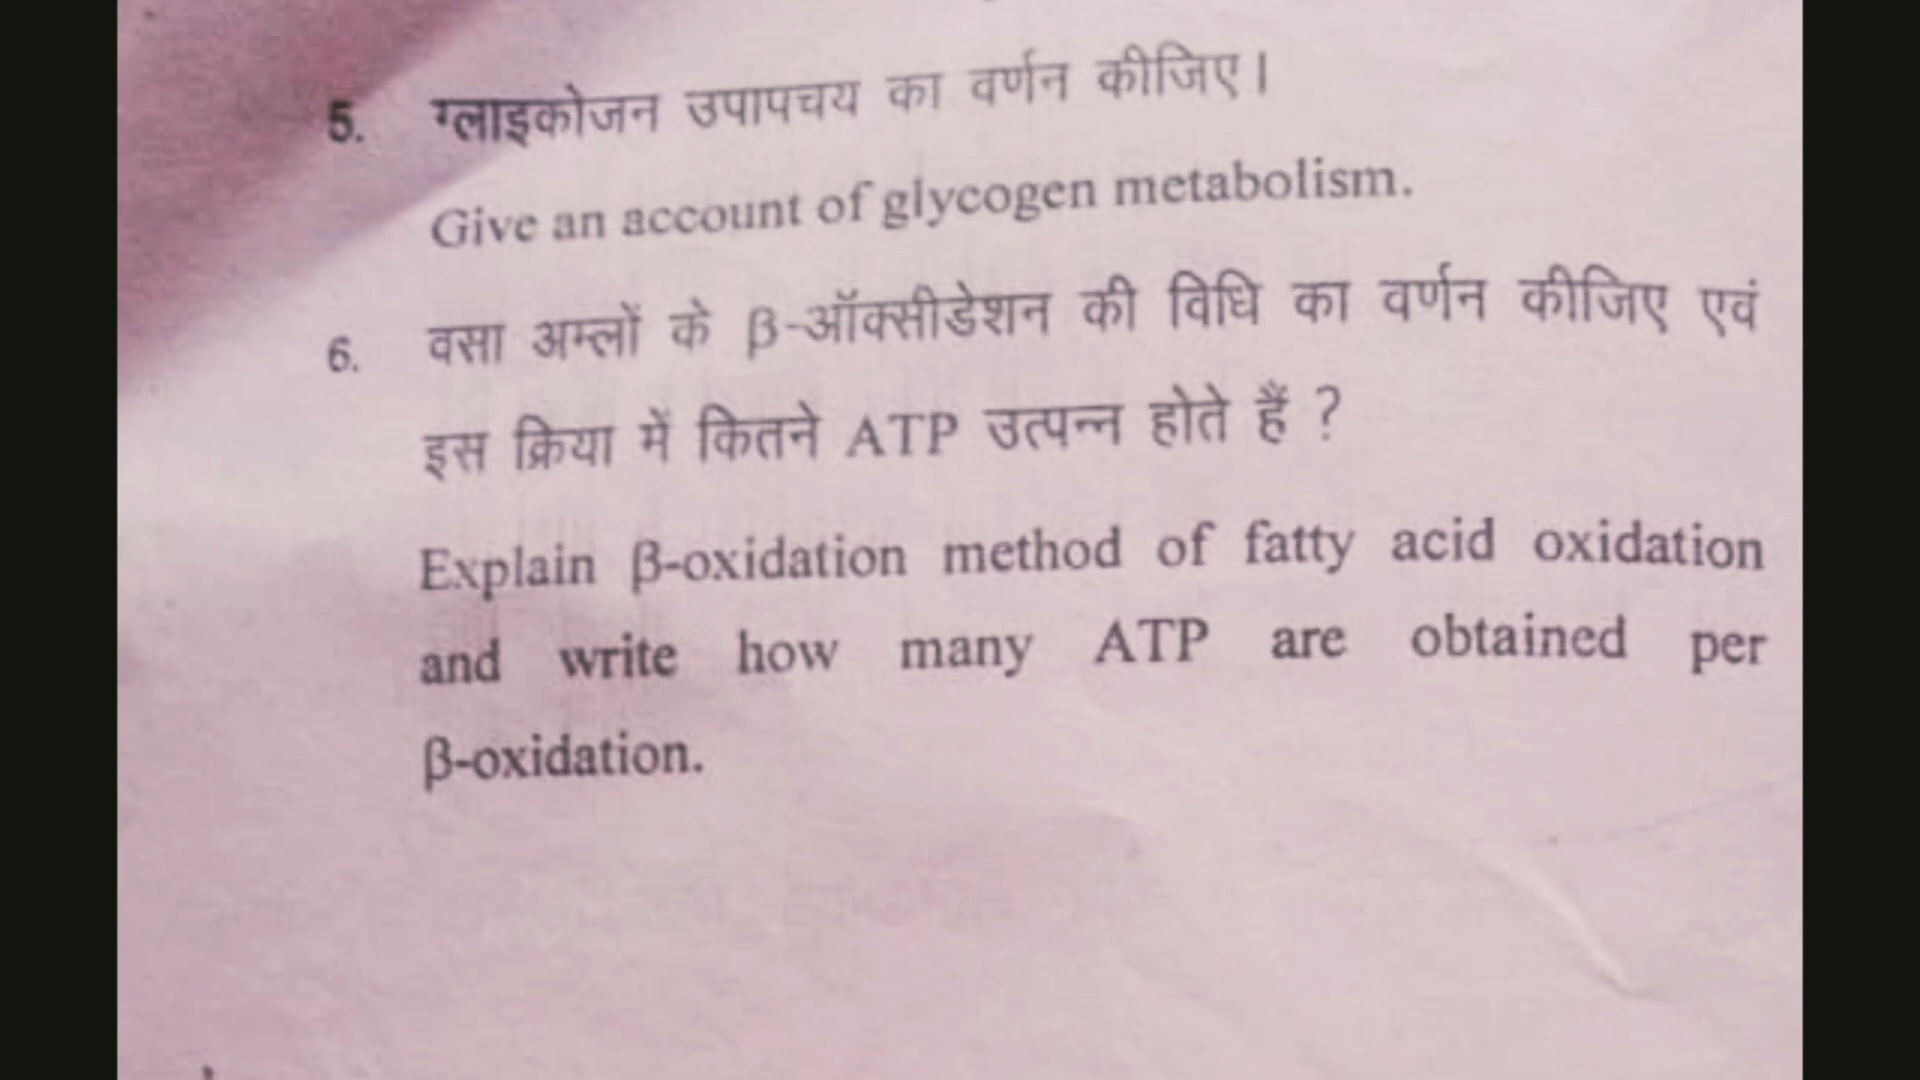 5. ग्लाइकोजन उपापचय का वर्णन कीजिए।
Give an account of glycogen metabolism.
6. वसा अम्लों के β-ऑक्सीडेशन की विधि का वर्णन कीजिए एवं
इस क्रिया में कितने ATP उत्पन्न होते हैं ?
Explain β-oxidation method of fatty acid oxidation
and write how many ATP are obtained per
β-oxidation.